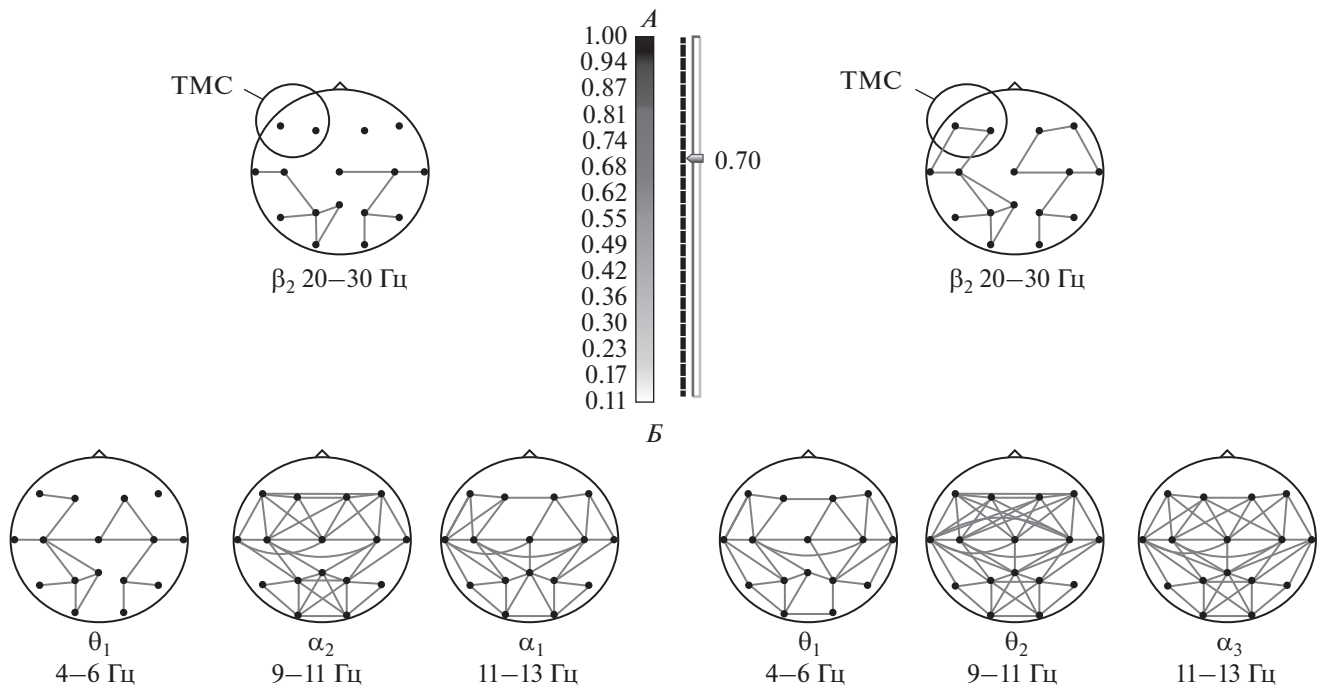 А
ТМС
1.00
0.94
0.87
0.81
0.74
0.68
0.62
0.55
0.49
0.42
0.36
0.30
0.23
0.17
0.11
0.70
ТМС
β₂ 20–30 Гц
β₂ 20–30 Гц
Б
θ₁
4–6 Гц
α₂
9–11 Гц
α₁
11–13 Гц
θ₁
4–6 Гц
θ₂
9–11 Гц
α₃
11–13 Гц